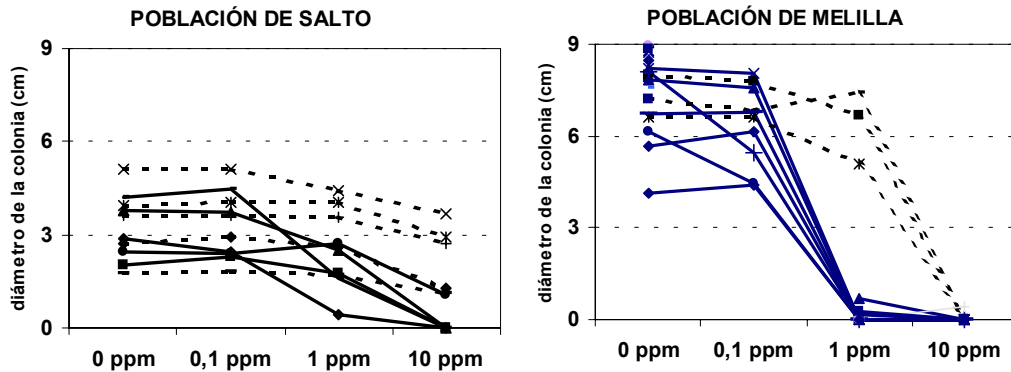 POBLACIÓN DE SALTO
diámetro de la colonia (cm)
9
6
3
0
0 ppm 0,1 ppm 1 ppm 10 ppm
POBLACIÓN DE MELILLA
diámetro de la colonia (cm)
9
6
3
0
0 ppm 0,1 ppm 1 ppm 10 ppm